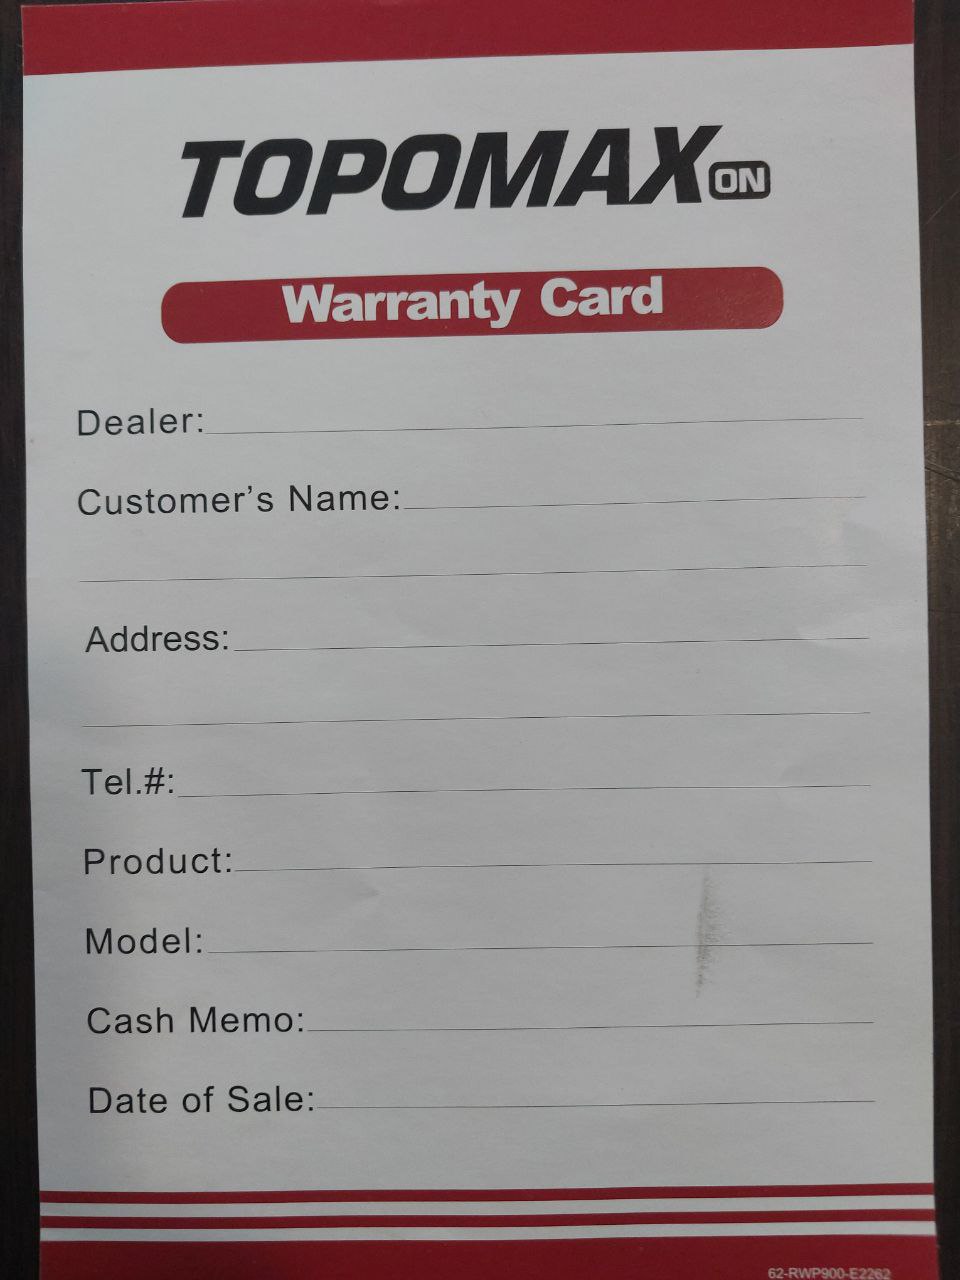 TOPOMAX ON
Warranty Card
Dealer:
Customer’s Name:
Address:
Tel.#:
Product:
Model:
Cash Memo:
Date of Sale:
62-RWP900-E2262